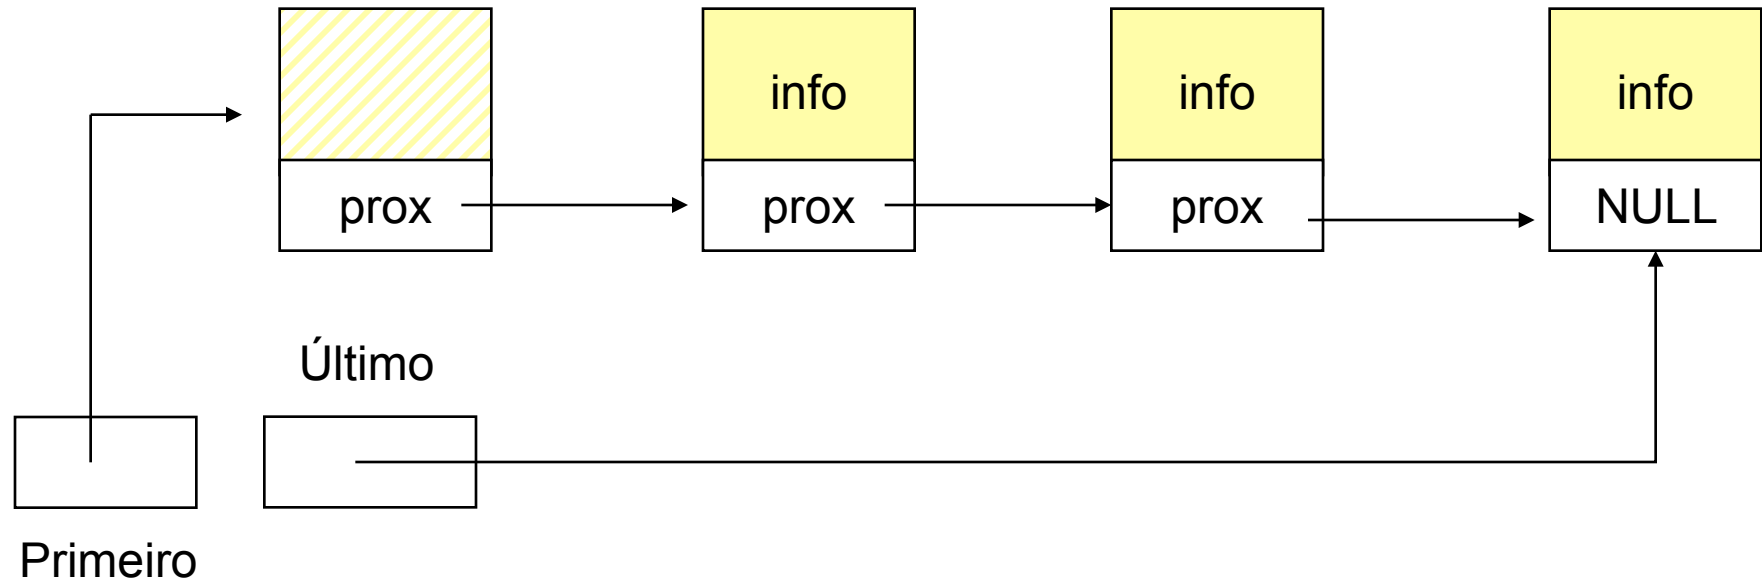 info
info
info
prox
prox
prox
NULL
Último
Primeiro